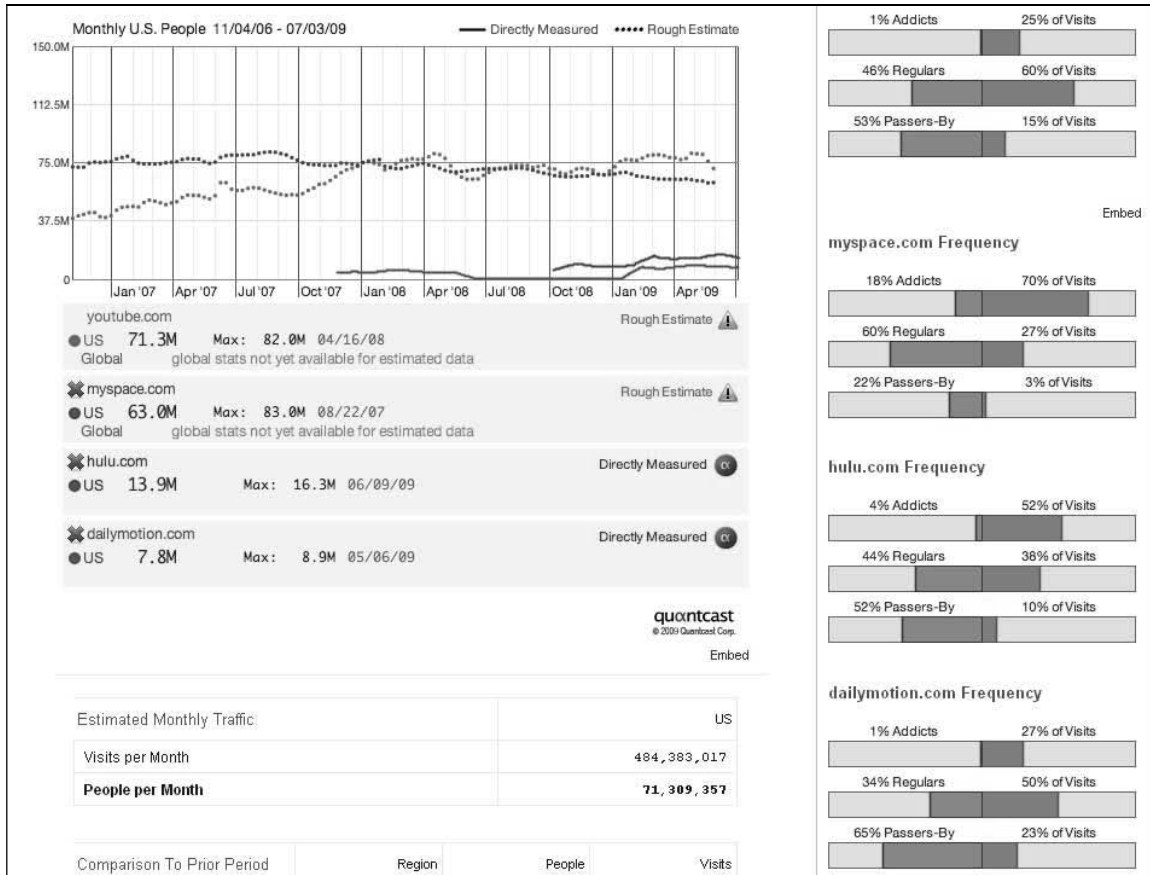 Monthly U.S. People 11/04/06 - 07/03/09
Directly Measured
Rough Estimate
150.0M
112.5M
75.0M
37.5M
0
Jan '07 Apr '07 Jul '07 Oct '07 Jan '08 Apr '08 Jul '08 Oct '08 Jan '09 Apr '09
youtube.com
Rough Estimate
US 71.3M Max: 82.0M 04/16/08
Global global stats not yet available for estimated data
myspace.com
Rough Estimate
US 63.0M Max: 83.0M 08/22/07
Global global stats not yet available for estimated data
hulu.com
Directly Measured
US 13.9M Max: 16.3M 06/09/09
dailymotion.com
Directly Measured
US 7.8M Max: 8.9M 05/06/09
quantcast
© 2009 Quantcast Corp.
Embed
Estimated Monthly Traffic US
Visits per Month 484,383,017
People per Month 71,309,357
Comparison To Prior Period Region People Visits
1% Addicts 25% of Visits
46% Regulars 60% of Visits
53% Passers-By 15% of Visits
Embed
myspace.com Frequency
18% Addicts 70% of Visits
60% Regulars 27% of Visits
22% Passers-By 3% of Visits
hulu.com Frequency
4% Addicts 52% of Visits
44% Regulars 38% of Visits
52% Passers-By 10% of Visits
dailymotion.com Frequency
1% Addicts 27% of Visits
34% Regulars 50% of Visits
65% Passers-By 23% of Visits